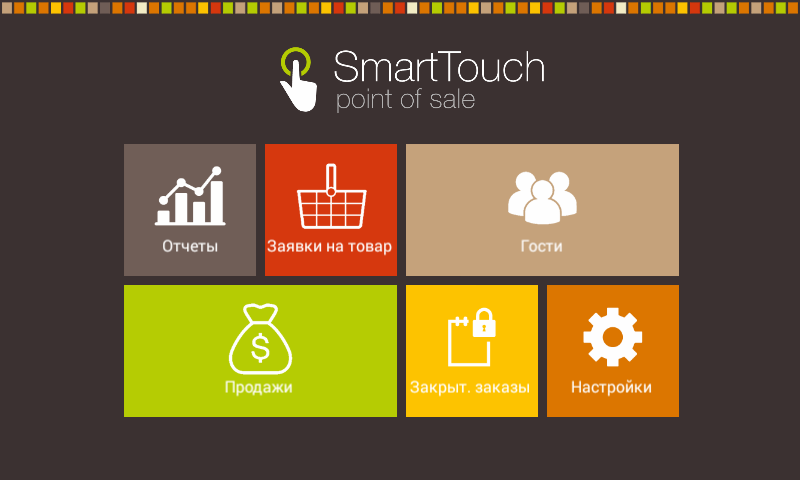 SmartTouch
point of sale
Отчеты
Заявки на товар
Гости
$
Продажи
Закрыт. заказы
Настройки